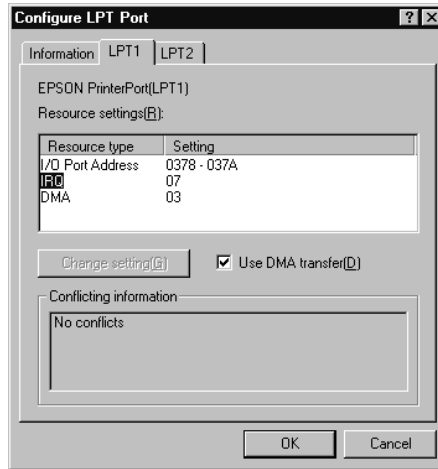 Configure LPT Port
Information LPT1 LPT2
EPSON PrinterPort(LPT1)
Resource settings(R):
Resource type Setting
I/O Port Address 0378 - 037A
IRQ 07
DMA 03
Change setting(G) Use DMA transfer(D)
Conflicting information
No conflicts
OK Cancel